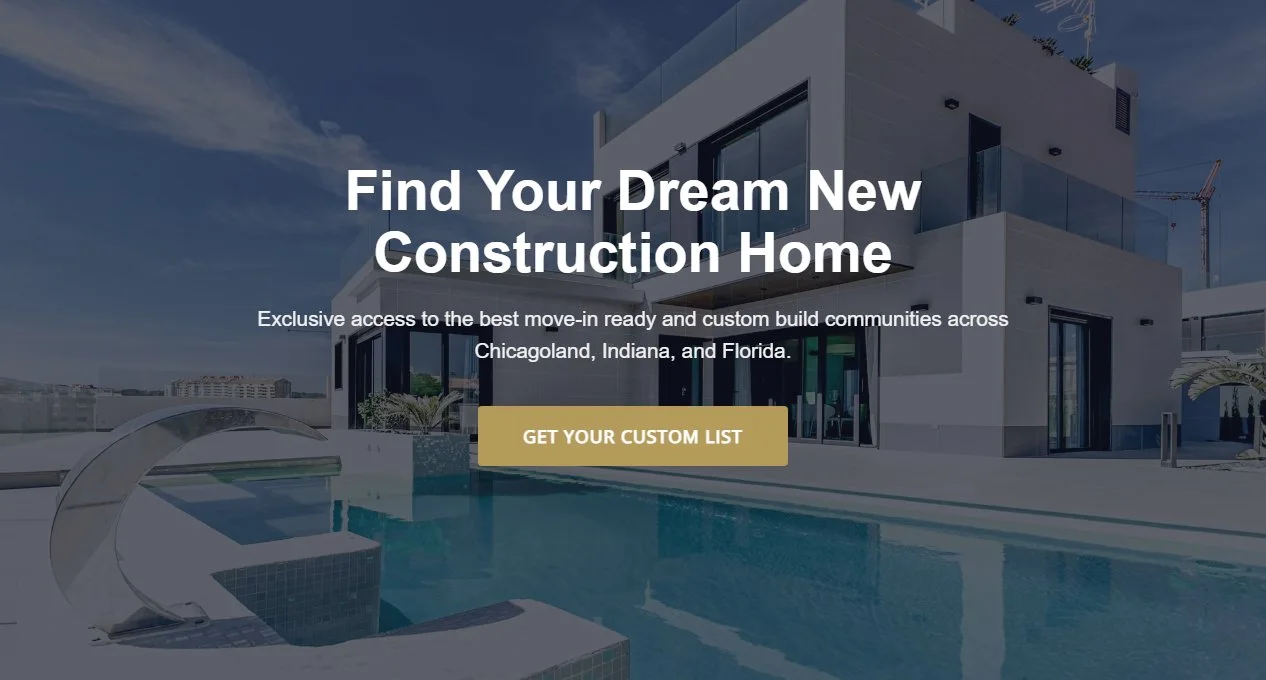 Find Your Dream New
Construction Home
Exclusive access to the best move-in ready and custom build communities across
Chicagoland, Indiana, and Florida.
GET YOUR CUSTOM LIST